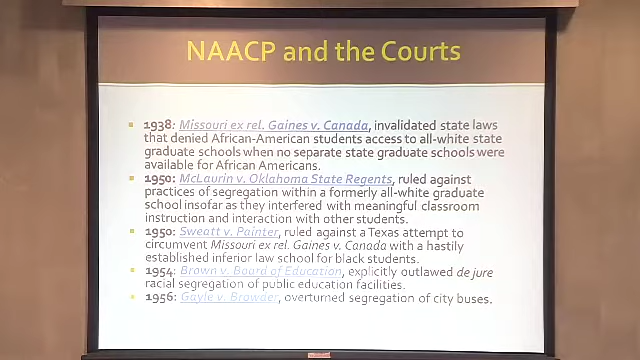 NAACP and the Courts
1938: Missouri ex rel. Gaines v. Canada, invalidated state laws
that denied African-American students access to all-white state
graduate schools when no separate state graduate schools were
available for African Americans.
1950: McLaurin v. Oklahoma State Regents, ruled against
practices of segregation within a formerly all-white graduate
school insofar as they interfered with meaningful classroom
instruction and interaction with other students.
1950: Sweatt v. Painter, ruled against a Texas attempt to
circumvent Missouri ex rel. Gaines v. Canada with a hastily
established inferior law school for black students.
1954: Brown v. Board of Education, explicitly outlawed de jure
racial segregation of public education facilities.
1956: Gayle v. Browder, overturned segregation of city buses.